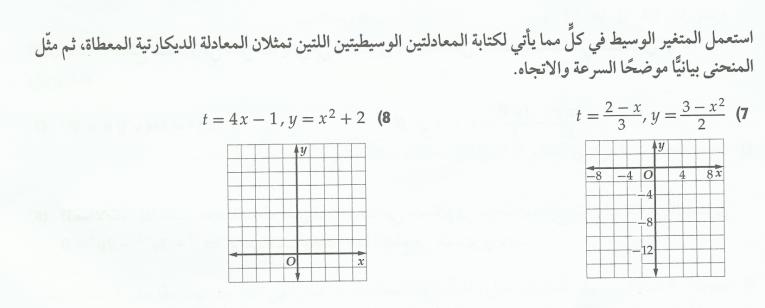 استعمل المتغير الوسيط في كلٍّ مما يأتي لكتابة المعادلتين الوسيطيتين اللتين تمثلان المعادلة الديكارتية المعطاة، ثم مثّل
المنحنى بيانيًّا موضحًا السرعة والاتجاه.
(7 t = (2 − x)/3, y = (3 − x²)/2
(8 t = 4x − 1, y = x² + 2
y
−8 −4 O 4 8 x
−4
−8
−12
y
O x